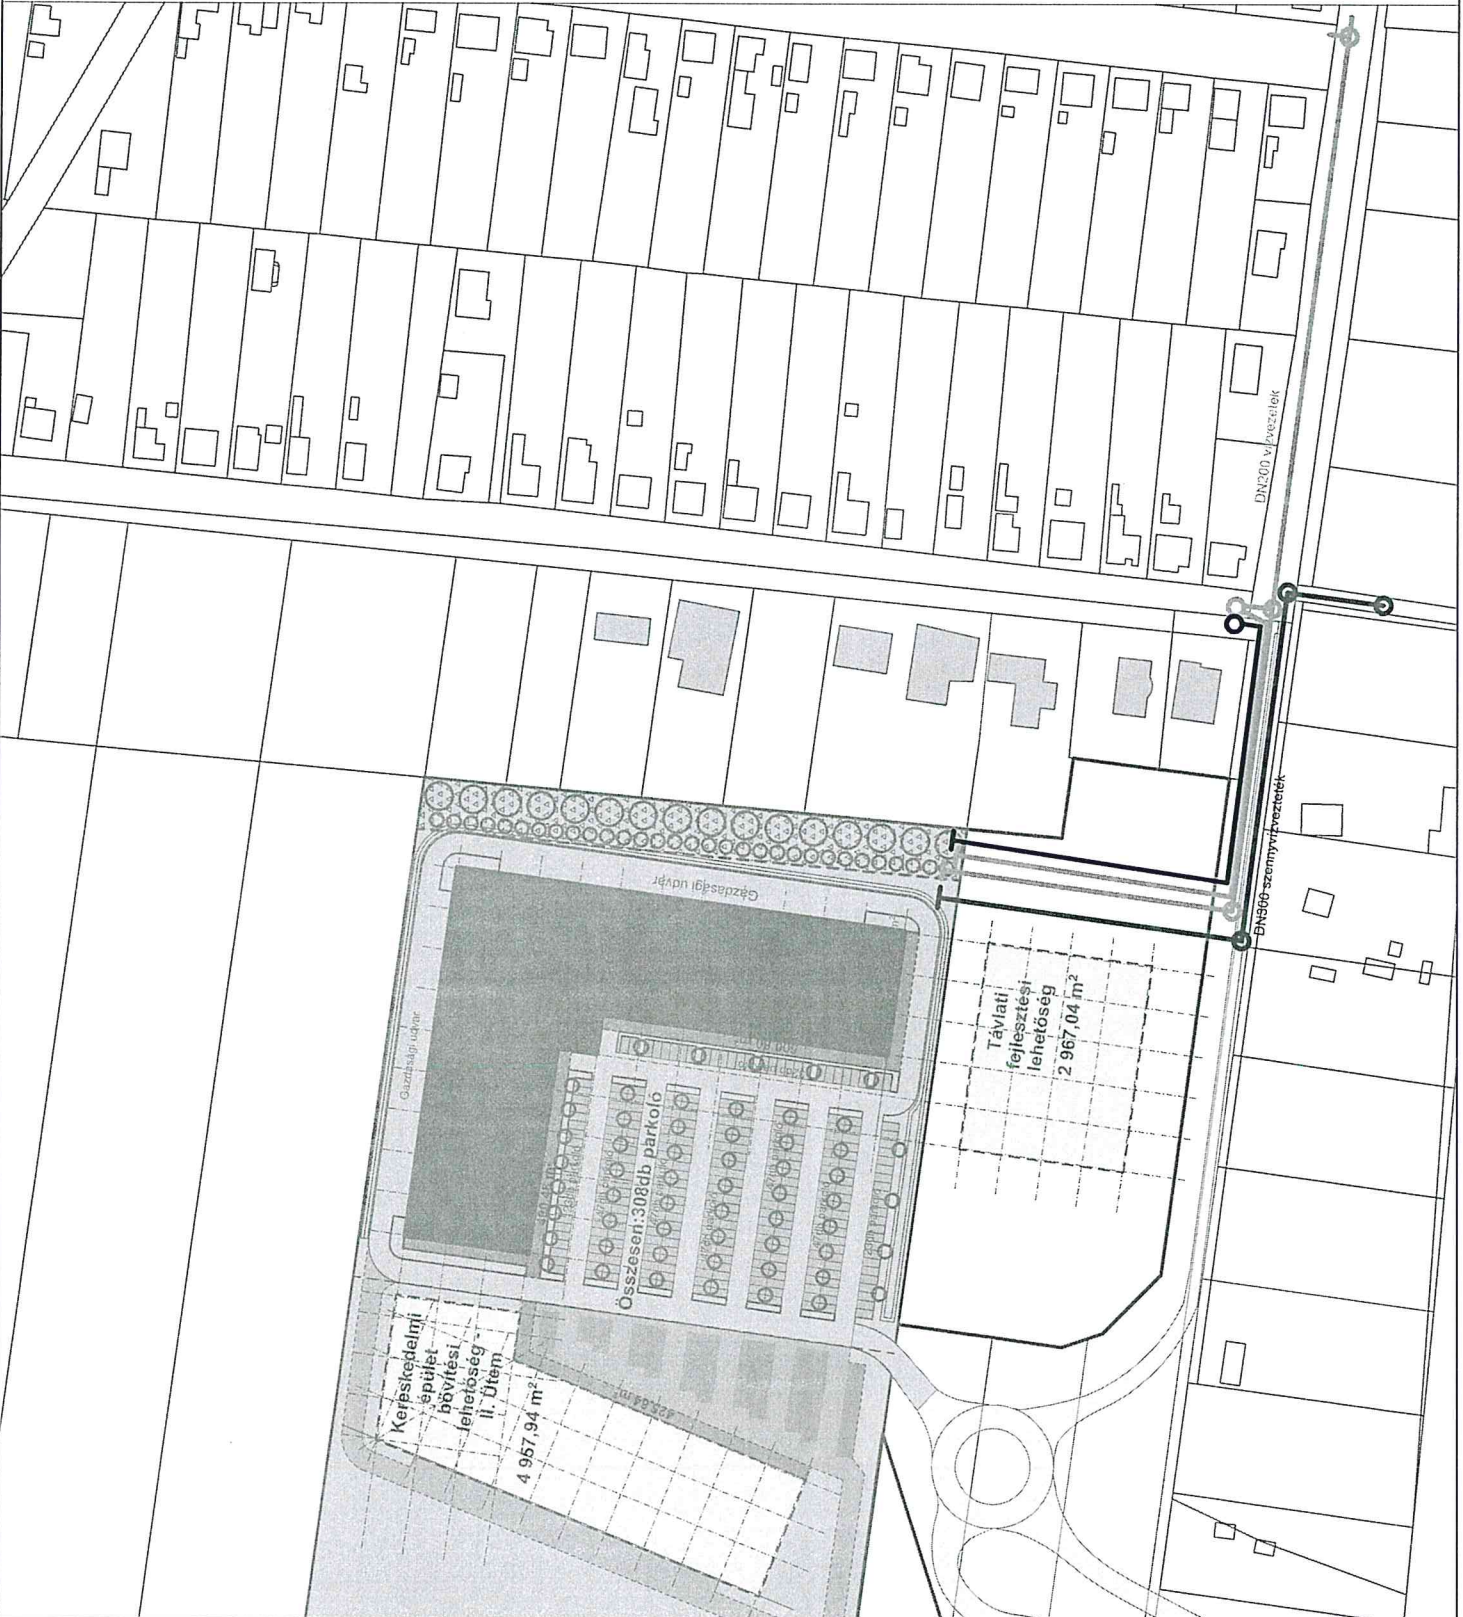 DN200 vízvezeték
DN300 szennyvízvezteték
Gazdasági udvar
Gazdasági udvar
Távlati
fejlesztési
lehetőség
2 967,04 m²
Összesen:308db parkoló
Kereskedelmi
épület
bővítési
lehetőség
II. Ütem
4 957,94 m²